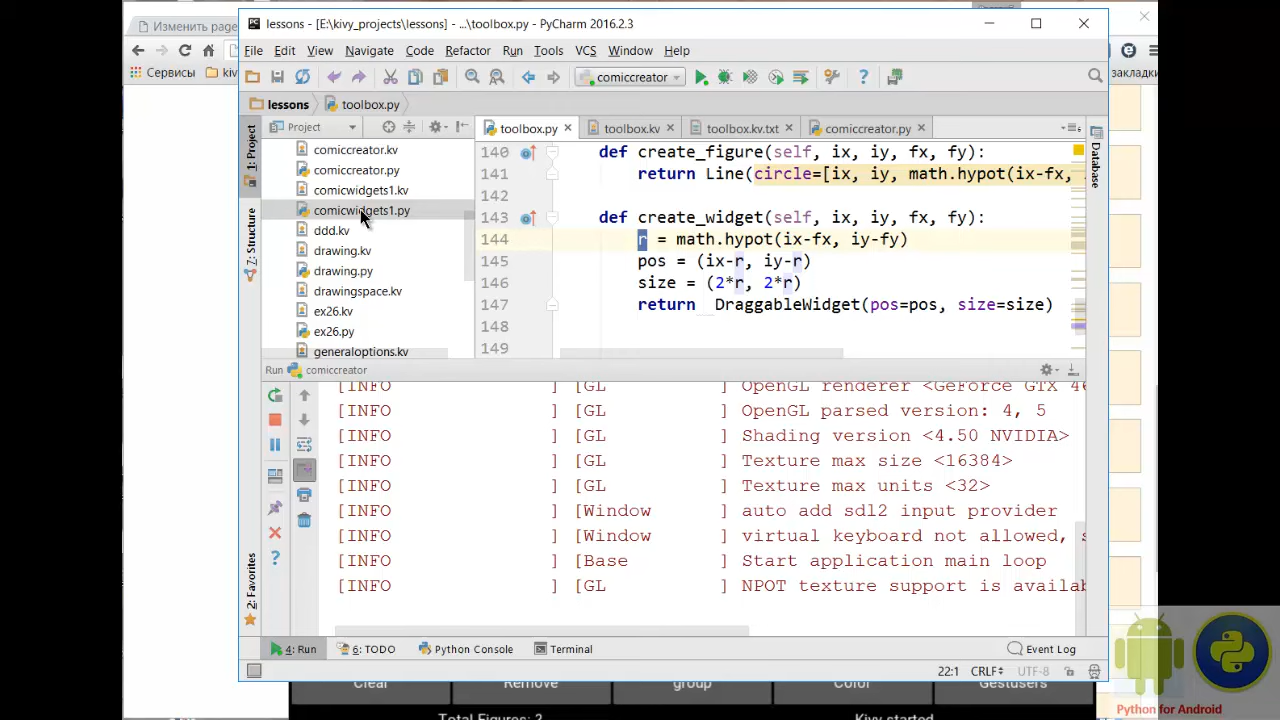 Изменить page
lessons - [E:\kivy_projects\lessons] - ...\toolbox.py - PyCharm 2016.2.3
File Edit View Navigate Code Refactor Run Tools VCS Window Help
Сервисы
kiv
закладки
comiccreator
lessons toolbox.py
Project
toolbox.py toolbox.kv toolbox.kv.txt comiccreator.py
1: Project
Z: Structure
2: Favorites
Database
comiccreator.kv
comiccreator.py
comicwidgets1.kv
comicwidgets1.py
ddd.kv
drawing.kv
drawing.py
drawingspace.kv
ex26.kv
ex26.py
generaloptions.kv
140 def create_figure(self, ix, iy, fx, fy):
141 return Line(circle=[ix, iy, math.hypot(ix-fx,
142
143 def create_widget(self, ix, iy, fx, fy):
144 r = math.hypot(ix-fx, iy-fy)
145 pos = (ix-r, iy-r)
146 size = (2*r, 2*r)
147 return DraggableWidget(pos=pos, size=size)
148
149
Run comiccreator
[INFO ] [GL ] OpenGL renderer <GeForce GTX
[INFO ] [GL ] OpenGL parsed version: 4, 5
[INFO ] [GL ] Shading version <4.50 NVIDIA>
[INFO ] [GL ] Texture max size <16384>
[INFO ] [GL ] Texture max units <32>
[INFO ] [Window ] auto add sdl2 input provider
[INFO ] [Window ] virtual keyboard not allowed,
[INFO ] [Base ] Start application main loop
[INFO ] [GL ] NPOT texture support is availab
4: Run 6: TODO Python Console Terminal Event Log
22:1 CRLF UTF-8
Clear Remove group Color Gestusers
Total Figures: 2 Kivy started
Python for Android